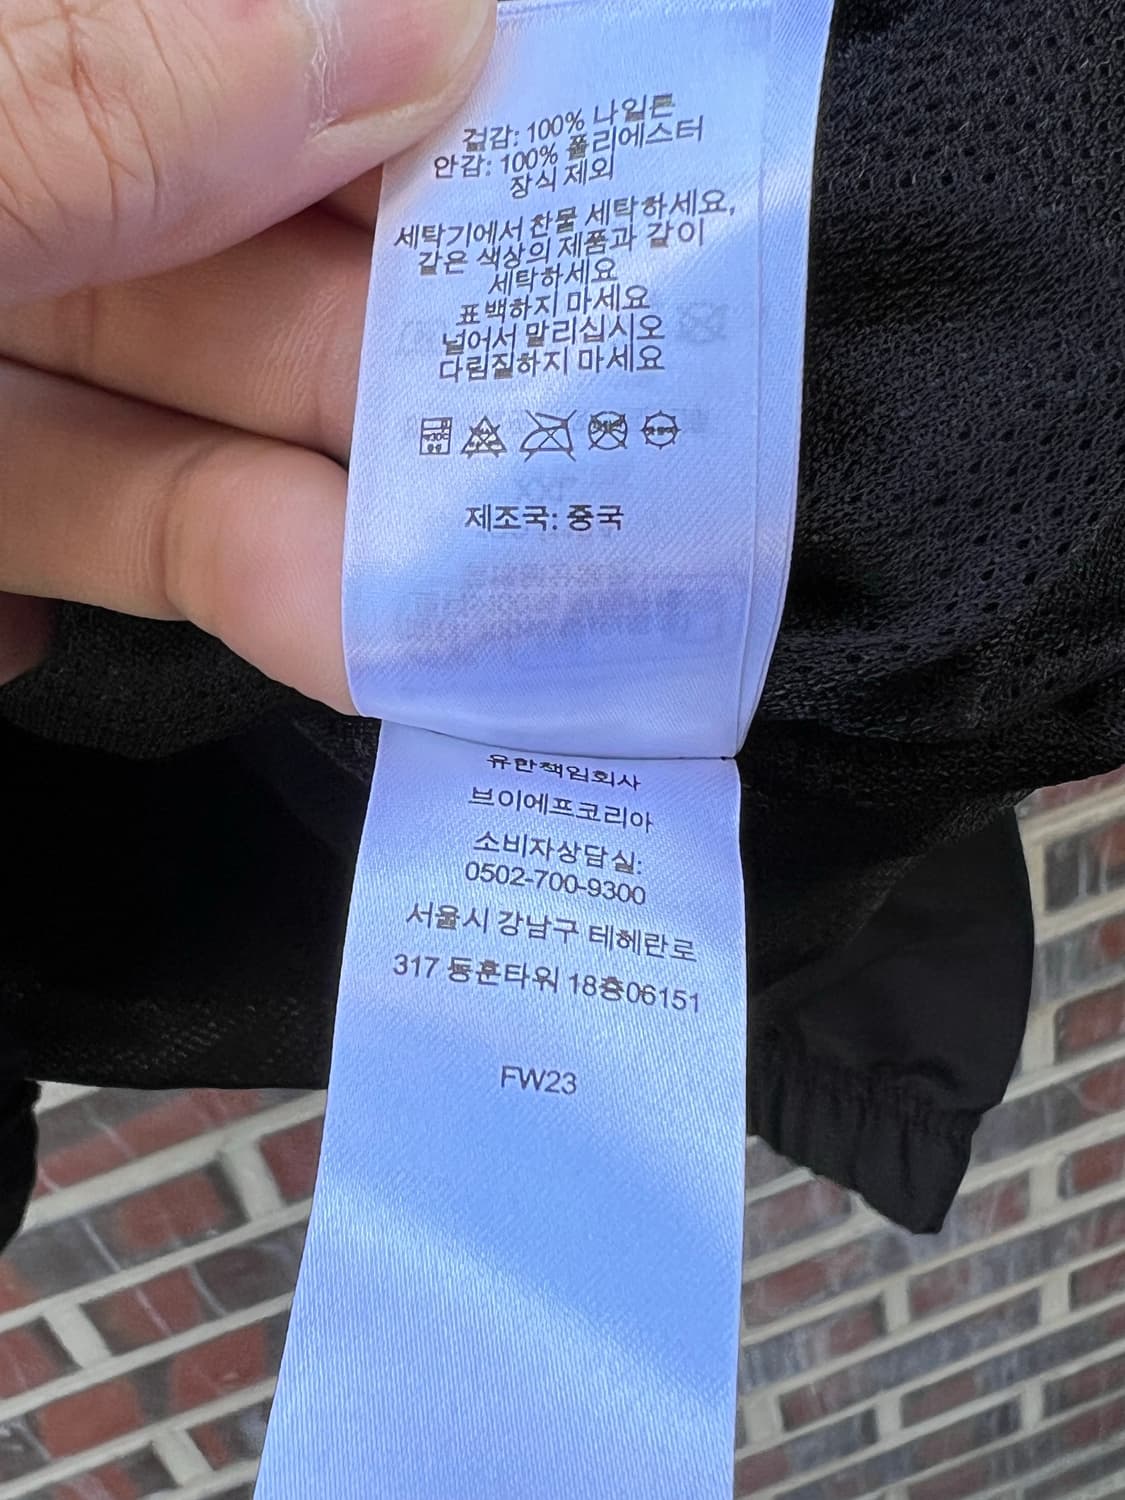 겉감: 100% 나일론
안감: 100% 폴리에스터
장식 제외
세탁기에서 찬물 세탁하세요,
같은 색상의 제품과 같이
세탁하세요
표백하지 마세요
널어서 말리십시오
다림질하지 마세요
제조국: 중국
유한책임회사
브이에프코리아
소비자상담실:
0502-700-9300
서울시 강남구 테헤란로
317 동훈타워 18층06151
FW23